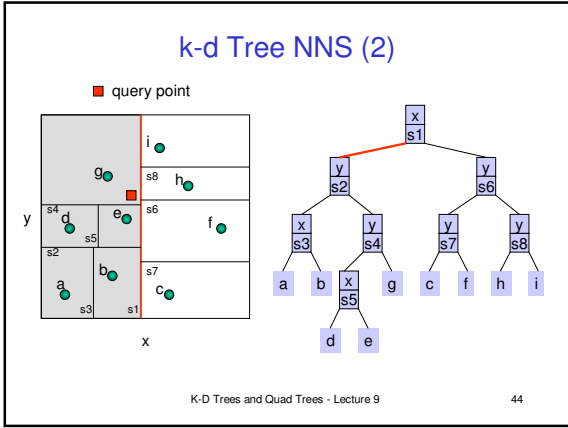 k-d Tree NNS (2)
query point
x
s1
y
s2
y
s6
x
s3
y
s4
y
s7
y
s8
a
b
x
s5
g
c
f
h
i
d
e
i
s8
h
g
s4
d
e
s5
s6
f
y
s2
a
b
s3
s1
s7
c
x
K-D Trees and Quad Trees - Lecture 9
44